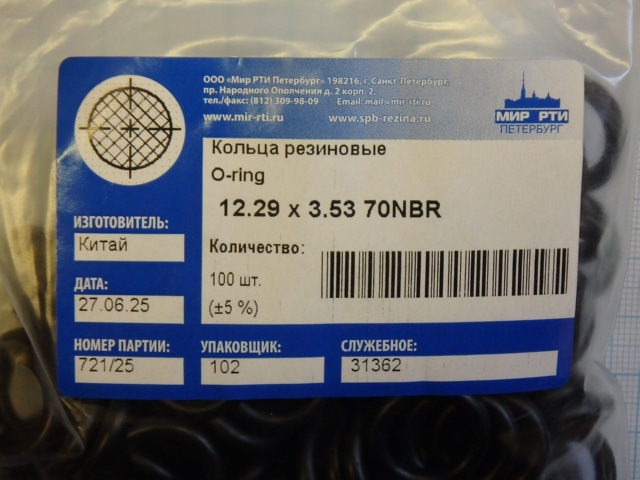 ООО «Мир РТИ Петербург» 198216, г. Санкт-Петербург,
пр. Народного Ополчения д. 2 корп. 2.
тел./факс: (812) 309-98-09 Email: mail@mir-rti.ru
www.mir-rti.ru www.spb-rezina.ru
МИР РТИ
ПЕТЕРБУРГ
Кольца резиновые
O-ring
12.29 x 3.53 70NBR
ИЗГОТОВИТЕЛЬ:
Китай
Количество:
100 шт.
(±5 %)
ДАТА:
27.06.25
НОМЕР ПАРТИИ:
721/25
УПАКОВЩИК:
102
СЛУЖЕБНОЕ:
31362